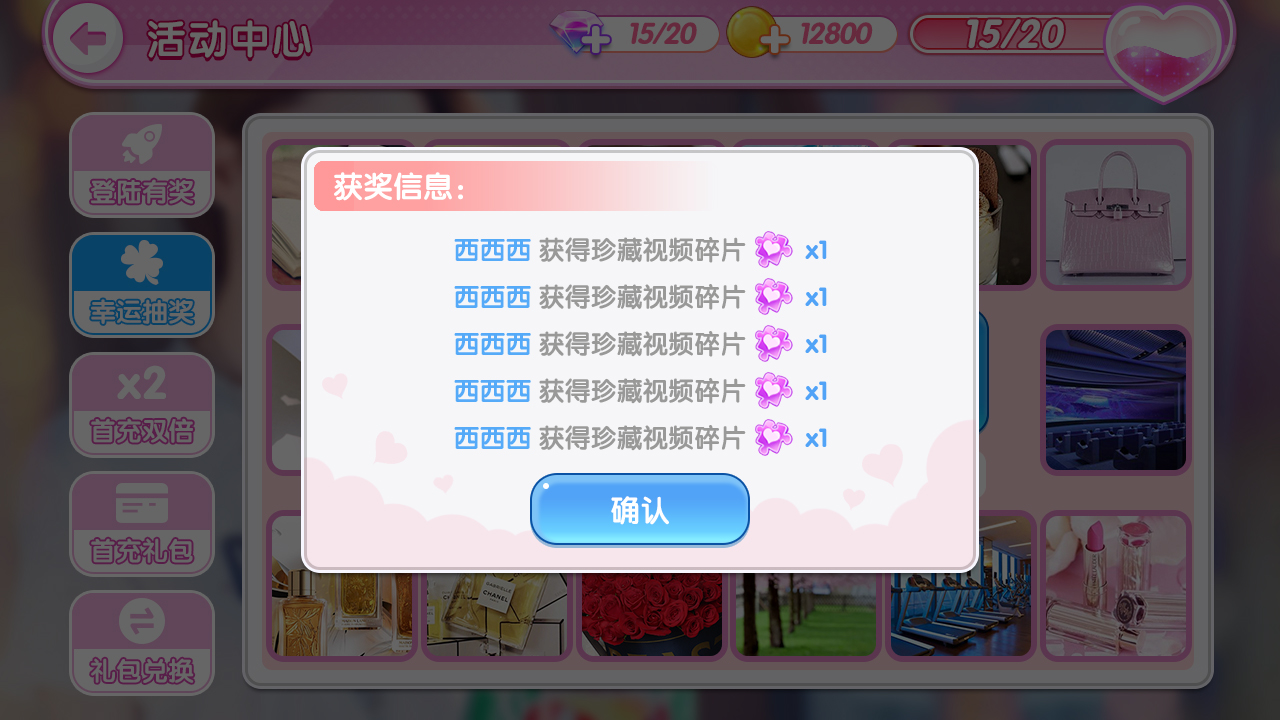 活动中心
15/20
12800
15/20
登陆有奖
幸运抽奖
x2
首充双倍
首充礼包
礼包兑换
获奖信息：
西西西 获得珍藏视频碎片 x1
西西西 获得珍藏视频碎片 x1
西西西 获得珍藏视频碎片 x1
西西西 获得珍藏视频碎片 x1
西西西 获得珍藏视频碎片 x1
确认
GABRIELLE
CHANEL